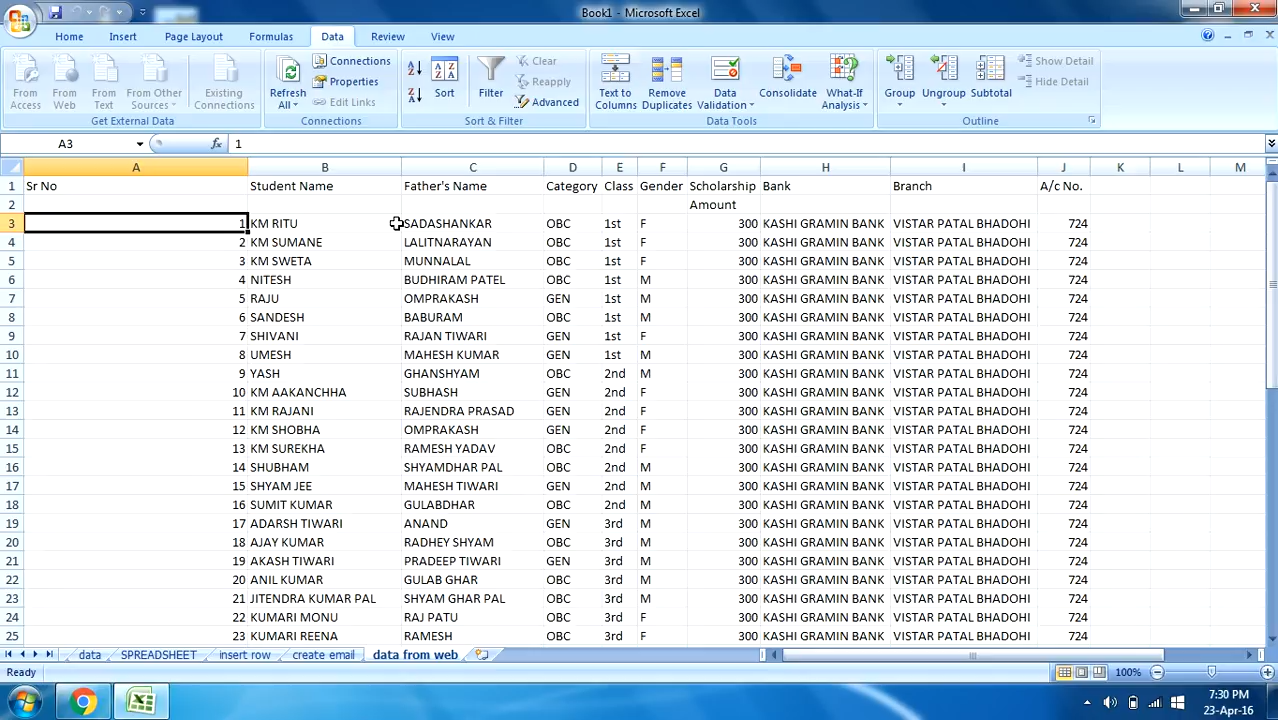 Book1 - Microsoft Excel
Home Insert Page Layout Formulas Data Review View
From Access
From Web
From Text
From Other Sources
Existing Connections
Get External Data
Refresh All
Connections
Properties
Edit Links
Connections
Sort
Filter
Clear
Reapply
Advanced
Sort & Filter
Text to Columns
Remove Duplicates
Data Validation
Consolidate
What-If Analysis
Data Tools
Group
Ungroup
Subtotal
Show Detail
Hide Detail
Outline
A3 fx 1
A B C D E F G H I J K L M
1 Sr No Student Name Father's Name Category Class Gender Scholarship Bank Branch A/c No.
2 Amount
3 1 KM RITU SADASHANKAR OBC 1st F 300 KASHI GRAMIN BANK VISTAR PATAL BHADOHI 724
4 2 KM SUMANE LALITNARAYAN OBC 1st F 300 KASHI GRAMIN BANK VISTAR PATAL BHADOHI 724
5 3 KM SWETA MUNNALAL OBC 1st F 300 KASHI GRAMIN BANK VISTAR PATAL BHADOHI 724
6 4 NITESH BUDHIRAM PATEL OBC 1st M 300 KASHI GRAMIN BANK VISTAR PATAL BHADOHI 724
7 5 RAJU OMPRAKASH GEN 1st M 300 KASHI GRAMIN BANK VISTAR PATAL BHADOHI 724
8 6 SANDESH BABURAM OBC 1st M 300 KASHI GRAMIN BANK VISTAR PATAL BHADOHI 724
9 7 SHIVANI RAJAN TIWARI GEN 1st F 300 KASHI GRAMIN BANK VISTAR PATAL BHADOHI 724
10 8 UMESH MAHESH KUMAR GEN 1st M 300 KASHI GRAMIN BANK VISTAR PATAL BHADOHI 724
11 9 YASH GHANSHYAM OBC 2nd M 300 KASHI GRAMIN BANK VISTAR PATAL BHADOHI 724
12 10 KM AAKANCHHA SUBHASH GEN 2nd F 300 KASHI GRAMIN BANK VISTAR PATAL BHADOHI 724
13 11 KM RAJANI RAJENDRA PRASAD GEN 2nd F 300 KASHI GRAMIN BANK VISTAR PATAL BHADOHI 724
14 12 KM SHOBHA OMPRAKASH GEN 2nd F 300 KASHI GRAMIN BANK VISTAR PATAL BHADOHI 724
15 13 KM SUREKHA RAMESH YADAV OBC 2nd F 300 KASHI GRAMIN BANK VISTAR PATAL BHADOHI 724
16 14 SHUBHAM SHYAMDHAR PAL OBC 2nd M 300 KASHI GRAMIN BANK VISTAR PATAL BHADOHI 724
17 15 SHYAM JEE MAHESH TIWARI GEN 2nd M 300 KASHI GRAMIN BANK VISTAR PATAL BHADOHI 724
18 16 SUMIT KUMAR GULABDHAR OBC 2nd M 300 KASHI GRAMIN BANK VISTAR PATAL BHADOHI 724
19 17 ADARSH TIWARI ANAND GEN 3rd M 300 KASHI GRAMIN BANK VISTAR PATAL BHADOHI 724
20 18 AJAY KUMAR RADHEY SHYAM OBC 3rd M 300 KASHI GRAMIN BANK VISTAR PATAL BHADOHI 724
21 19 AKASH TIWARI PRADEEP TIWARI GEN 3rd M 300 KASHI GRAMIN BANK VISTAR PATAL BHADOHI 724
22 20 ANIL KUMAR GULAB GHAR OBC 3rd M 300 KASHI GRAMIN BANK VISTAR PATAL BHADOHI 724
23 21 JITENDRA KUMAR PAL SHYAM GHAR PAL OBC 3rd M 300 KASHI GRAMIN BANK VISTAR PATAL BHADOHI 724
24 22 KUMARI MONU RAJ PATU OBC 3rd F 300 KASHI GRAMIN BANK VISTAR PATAL BHADOHI 724
25 23 KUMARI REENA RAMESH OBC 3rd F 300 KASHI GRAMIN BANK VISTAR PATAL BHADOHI 724
data SPREADSHEET insert row create email data from web
Ready 100%
7:30 PM
23-Apr-16